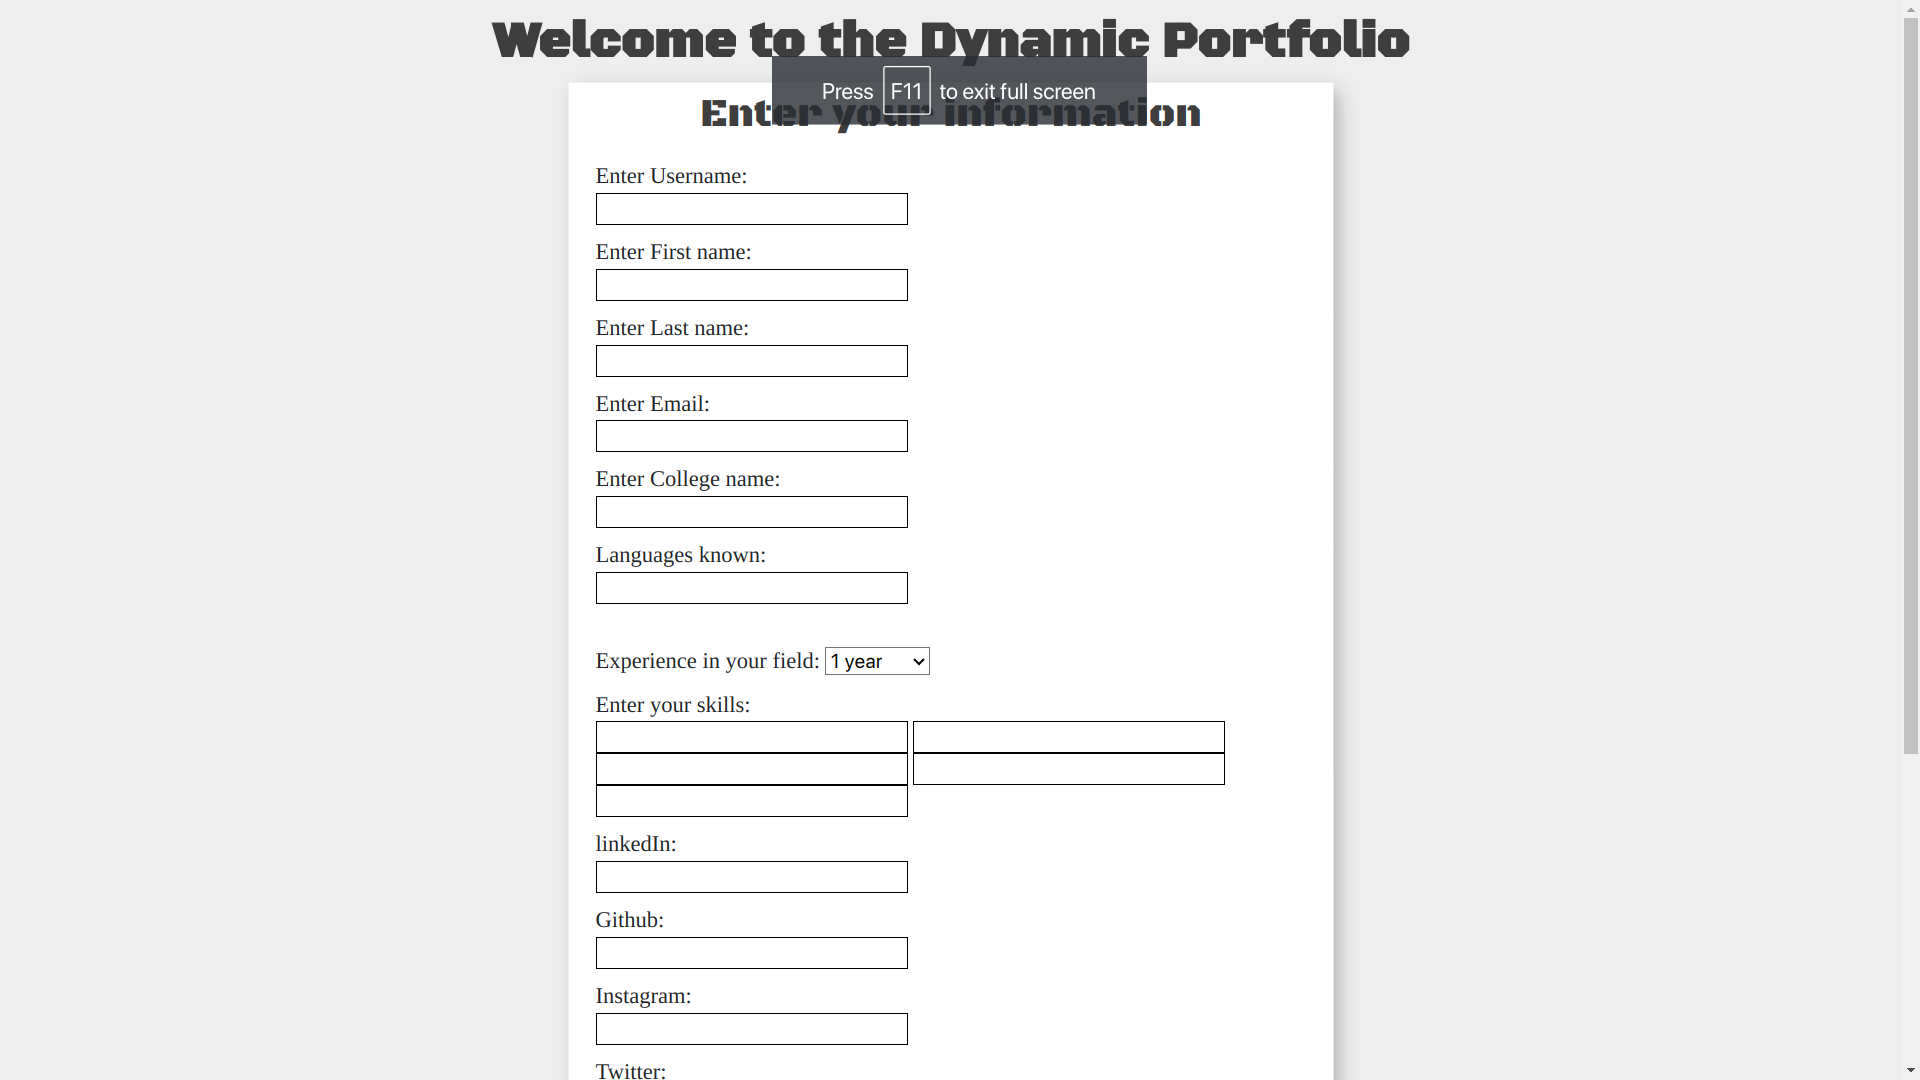 Welcome to the Dynamic Portfolio
Press F11 to exit full screen
Enter your information
Enter Username:
Enter First name:
Enter Last name:
Enter Email:
Enter College name:
Languages known:
Experience in your field: 1 year
Enter your skills:
linkedIn:
Github:
Instagram:
Twitter: